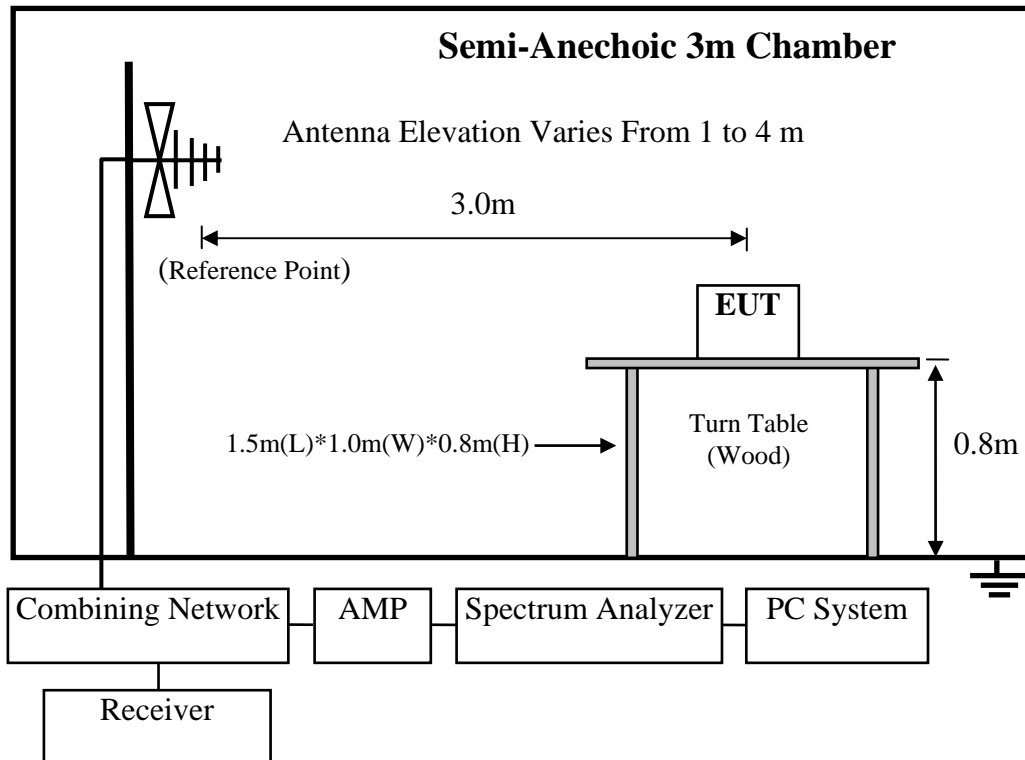 Semi-Anechoic 3m Chamber
Antenna Elevation Varies From 1 to 4 m
3.0m
(Reference Point)
EUT
1.5m(L)*1.0m(W)*0.8m(H)
Turn Table
(Wood)
0.8m
Combining Network
AMP
Spectrum Analyzer
PC System
Receiver